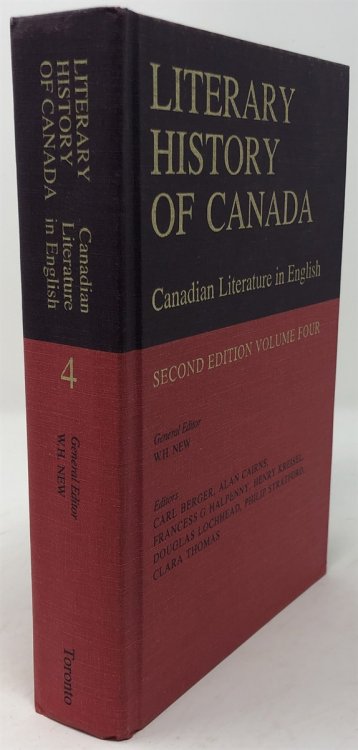 LITERARY
HISTORY
OF CANADA
Canadian
Literature
in English
4
General Editor
W.H. NEW
Toronto
LITERARY
HISTORY
OF CANADA
Canadian Literature in English
SECOND EDITION VOLUME FOUR
General Editor
W.H. NEW
Editors
CARL BERGER, ALAN CAIRNS,
FRANCESS G. HALPENNY, HENRY KREISEL,
DOUGLAS LOCHHEAD, PHILIP STRATFORD,
CLARA THOMAS